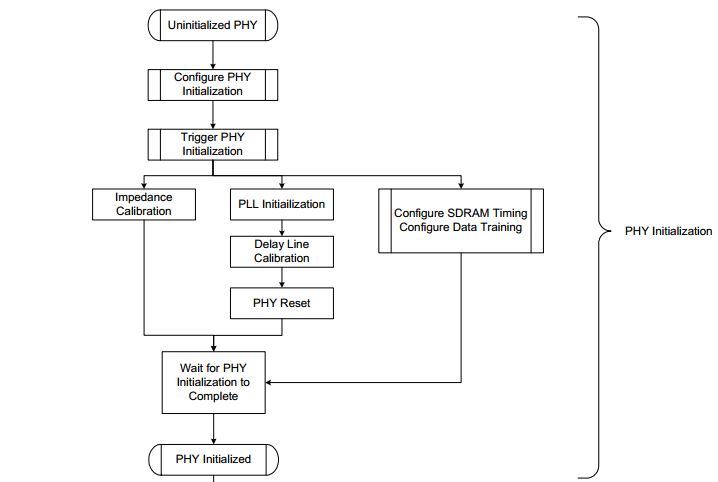 Uninitialized PHY
Configure PHY
Initialization
Trigger PHY
Initialization
Impedance
Calibration
PLL Initiailization
Delay Line
Calibration
PHY Reset
Configure SDRAM Timing
Configure Data Training
PHY Initialization
Wait for PHY
Initialization to
Complete
PHY Initialized